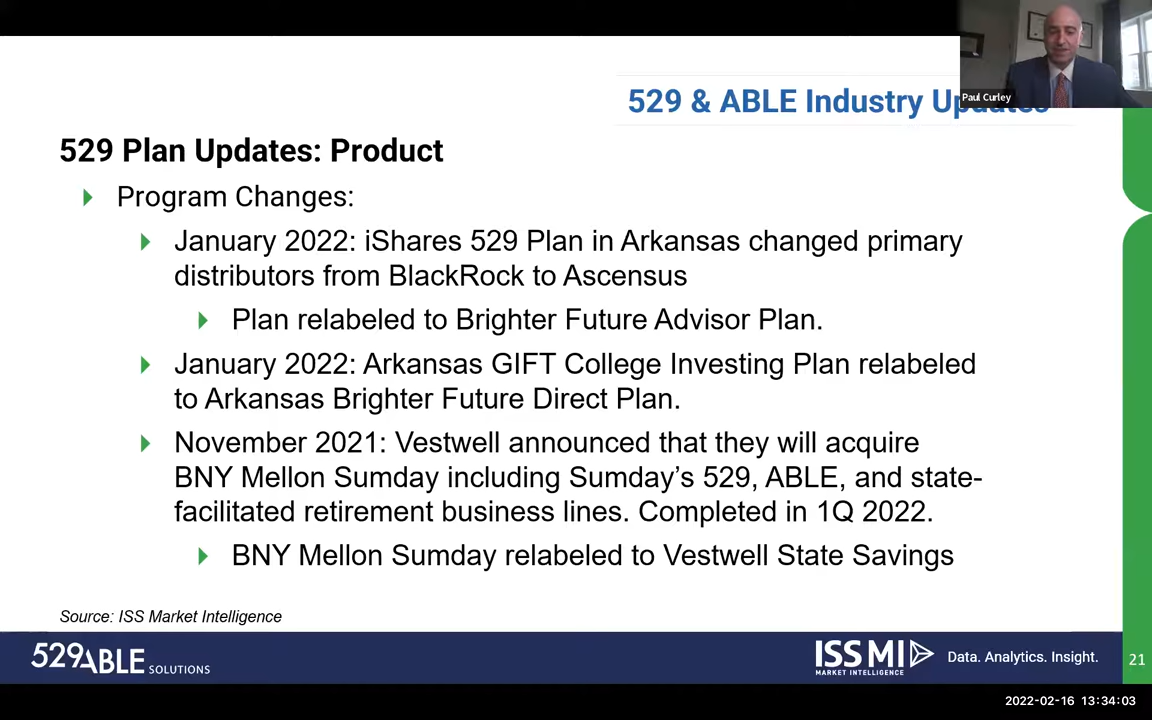 529 & ABLE Industry Updates
Paul Curley
529 Plan Updates: Product
Program Changes:
January 2022: iShares 529 Plan in Arkansas changed primary
distributors from BlackRock to Ascensus
Plan relabeled to Brighter Future Advisor Plan.
January 2022: Arkansas GIFT College Investing Plan relabeled
to Arkansas Brighter Future Direct Plan.
November 2021: Vestwell announced that they will acquire
BNY Mellon Sumday including Sumday's 529, ABLE, and state-
facilitated retirement business lines. Completed in 1Q 2022.
BNY Mellon Sumday relabeled to Vestwell State Savings
Source: ISS Market Intelligence
529ABLE SOLUTIONS
ISS MI
MARKET INTELLIGENCE
Data. Analytics. Insight.
21
2022-02-16 13:34:03